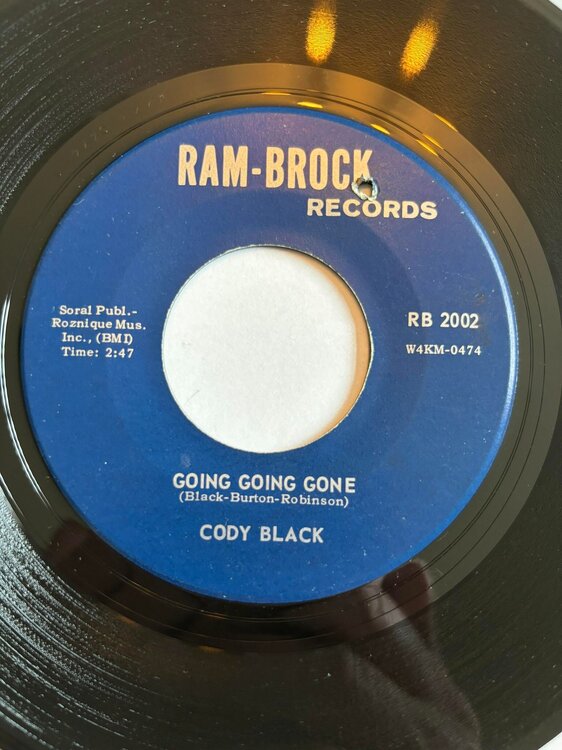 RAM-BROCK
RECORDS
Soral Publ.-
Roznique Mus.
Inc., (BMI)
Time: 2:47
RB 2002
W4KM-0474
GOING GOING GONE
(Black-Burton-Robinson)
CODY BLACK